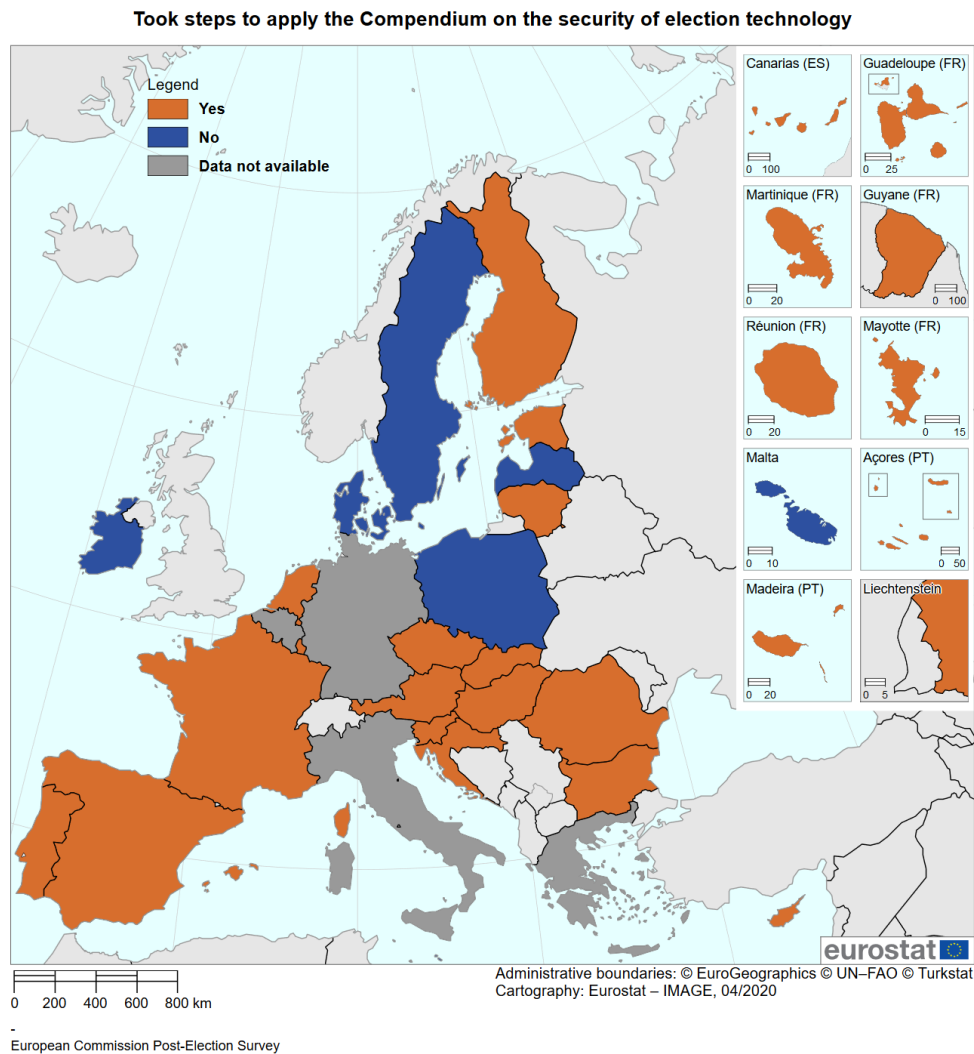 Took steps to apply the Compendium on the security of election technology
Legend
Yes
No
Data not available
Canarias (ES)
0 100
Guadeloupe (FR)
0 25
Martinique (FR)
0 20
Guyane (FR)
0 100
Réunion (FR)
0 20
Mayotte (FR)
0 15
Malta
0 10
Açores (PT)
0 50
Madeira (PT)
0 20
Liechtenstein
0 5
eurostat
0 200 400 600 800 km
Administrative boundaries: © EuroGeographics © UN–FAO © Turkstat
Cartography: Eurostat – IMAGE, 04/2020
-
European Commission Post-Election Survey